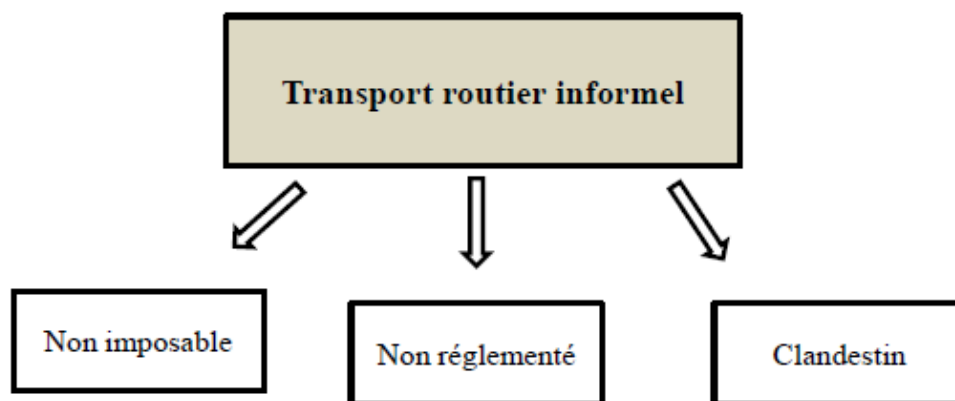 Transport routier informel
Non imposable
Non réglementé
Clandestin